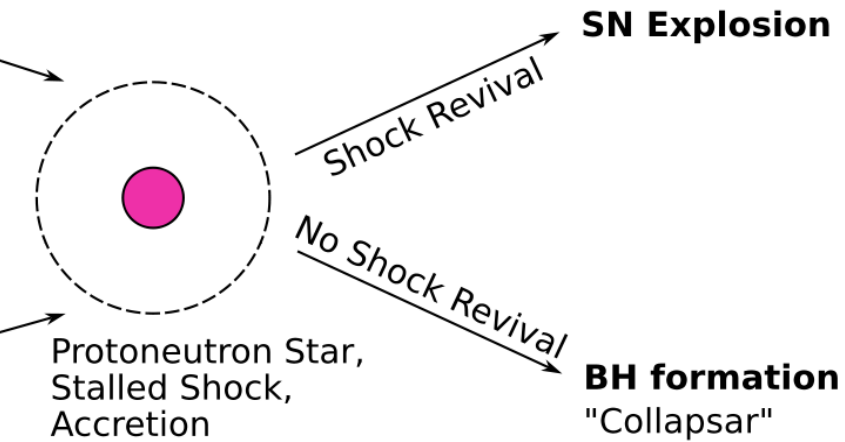 SN Explosion
Shock Revival
No Shock Revival
Protoneutron Star,
Stalled Shock,
Accretion
BH formation
"Collapsar"